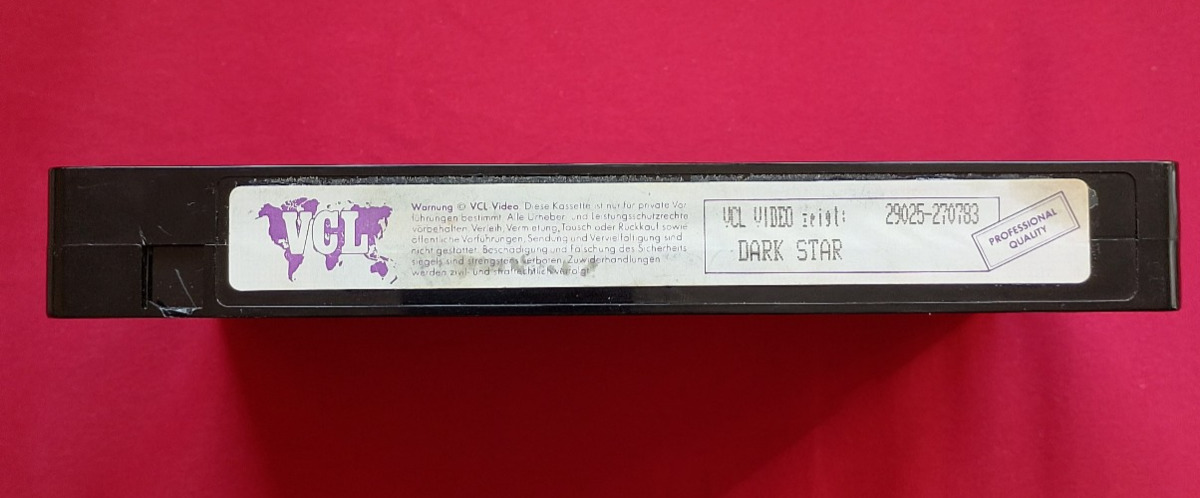 VCL
Warnung © VCL Video. Diese Kassette ist nur für private Vor
führungen bestimmt. Alle Urheber- und Leistungsschutzrechte
vorbehalten. Verleih, Vermietung, Tausch oder Rückkauf sowie
öffentliche Vorführungen, Sendung und Vervielfältigung sind
nicht gestattet. Beschädigung und Fälschung des Sicherheits
siegels sind strengstens verboten. Zuwiderhandlungen
werden zivil- und strafrechtlich verfolgt
VCL VIDEO zeigt: 29025-270783
DARK STAR
PROFESSIONAL
QUALITY